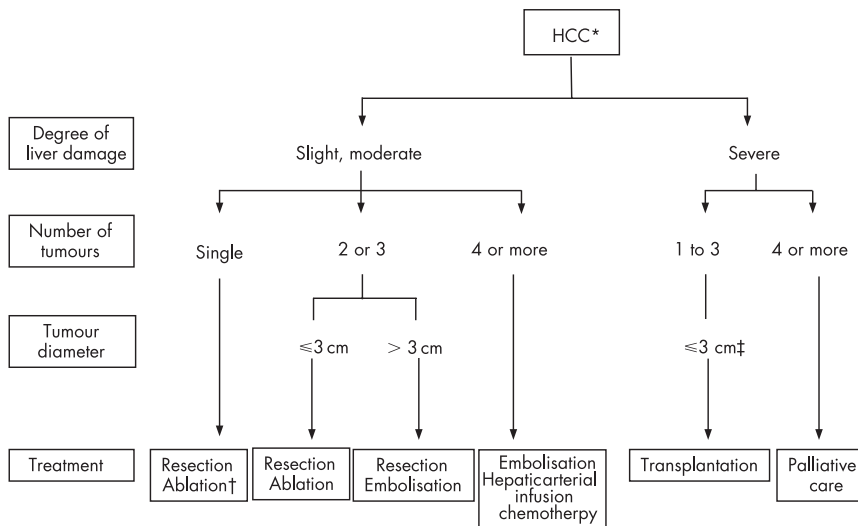 HCC*
Degree of
liver damage
Slight, moderate
Severe
Number of
tumours
Single
2 or 3
4 or more
1 to 3
4 or more
Tumour
diameter
≤3 cm
> 3 cm
≤3 cm‡
Treatment
Resection
Ablation†
Resection
Ablation
Resection
Embolisation
Embolisation
Hepaticarterial
infusion
chemotherpy
Transplantation
Palliative
care